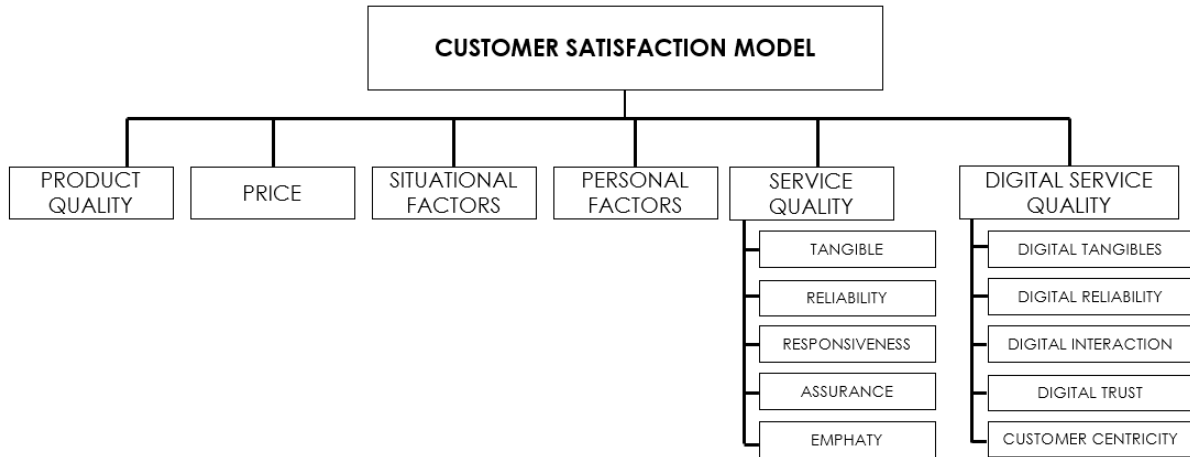 CUSTOMER SATISFACTION MODEL
PRODUCT
QUALITY
PRICE
SITUATIONAL
FACTORS
PERSONAL
FACTORS
SERVICE
QUALITY
TANGIBLE
RELIABILITY
RESPONSIVENESS
ASSURANCE
EMPHATY
DIGITAL SERVICE
QUALITY
DIGITAL TANGIBLES
DIGITAL RELIABILITY
DIGITAL INTERACTION
DIGITAL TRUST
CUSTOMER CENTRICITY